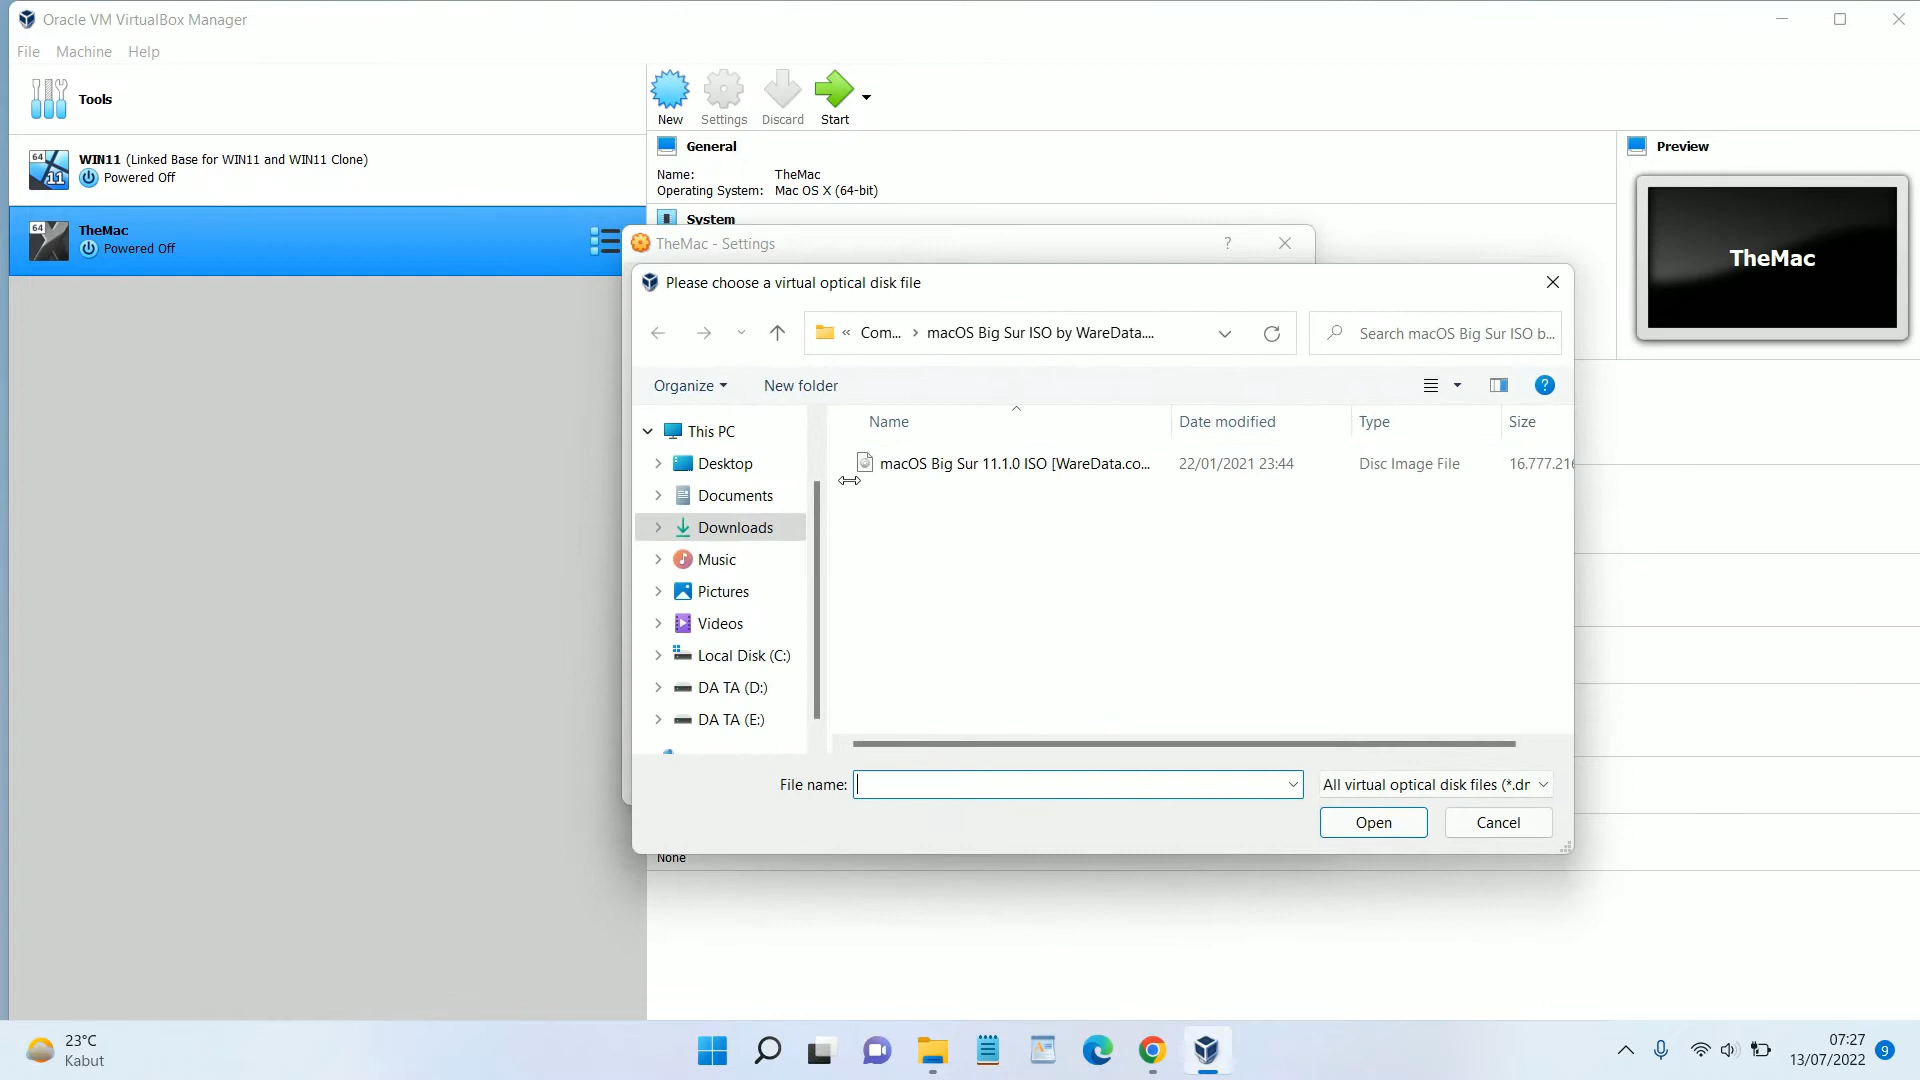 Oracle VM VirtualBox Manager
File Machine Help
Tools
New Settings Discard Start
64
11
WIN11 (Linked Base for WIN11 and WIN11 Clone)
Powered Off
64
TheMac
Powered Off
General
Name: TheMac
Operating System: Mac OS X (64-bit)
System
Preview
TheMac
TheMac - Settings
?
Please choose a virtual optical disk file
« Com... › macOS Big Sur ISO by WareData....
Search macOS Big Sur ISO b...
Organize New folder
?
Name Date modified Type Size
macOS Big Sur 11.1.0 ISO [WareData.co... 22/01/2021 23:44 Disc Image File 16.777.216
This PC
Desktop
Documents
Downloads
Music
Pictures
Videos
Local Disk (C:)
DA TA (D:)
DA TA (E:)
File name:
All virtual optical disk files (*.dr
Open Cancel
None
23°C
Kabut
07:27
13/07/2022
9